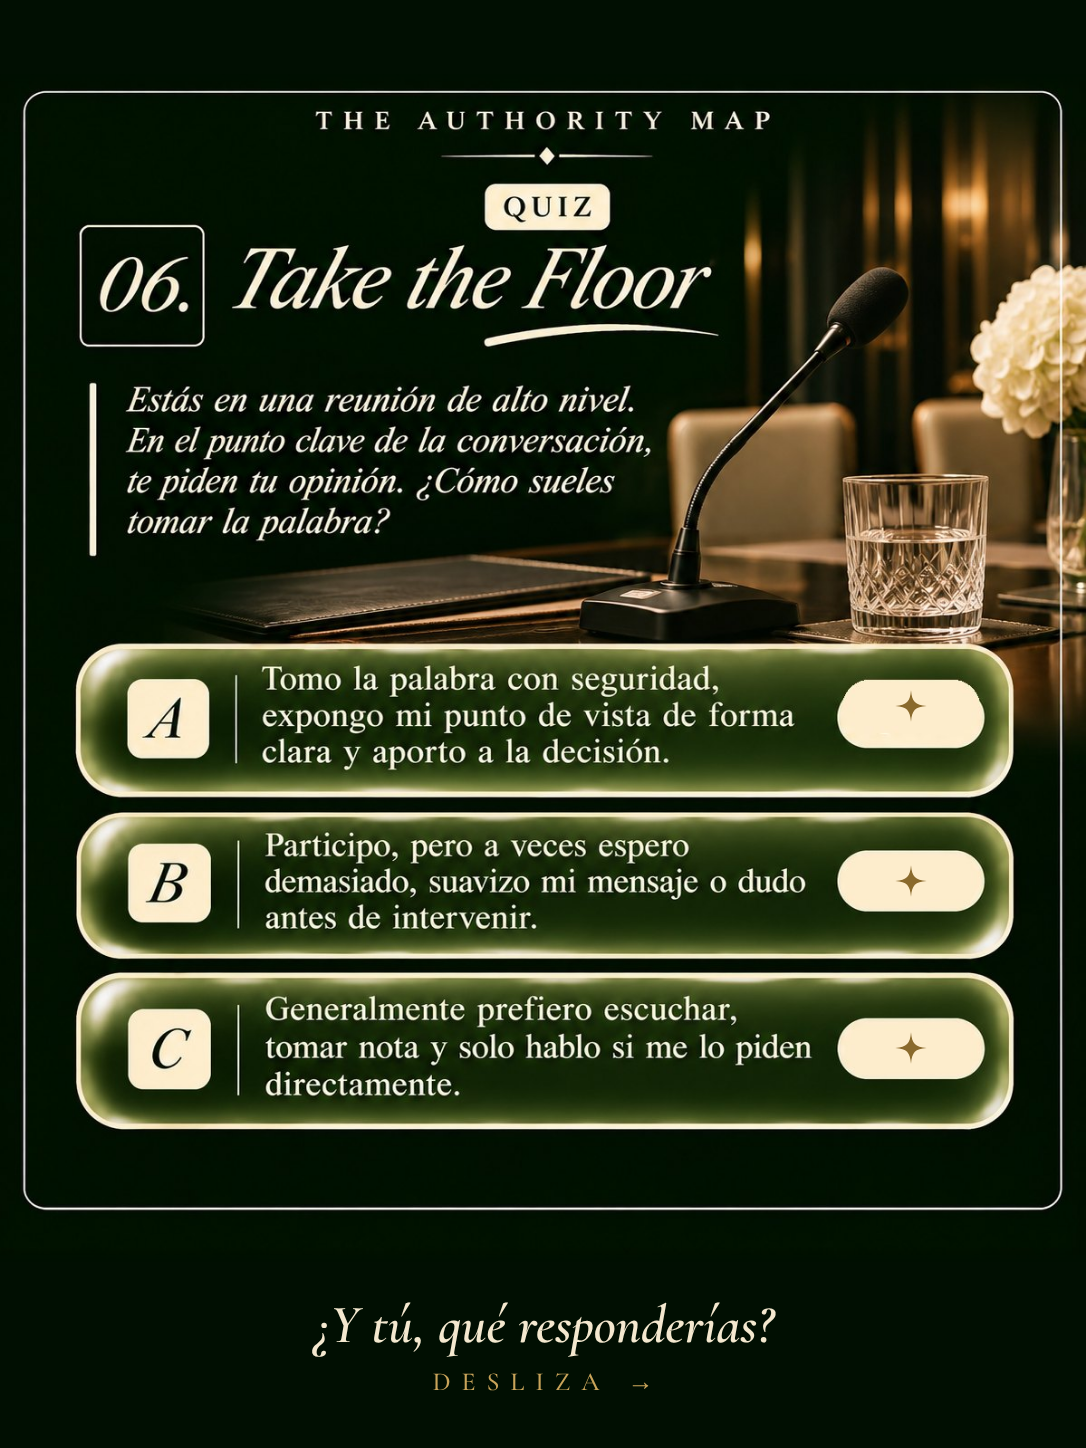 THE AUTHORITY MAP
QUIZ
06. Take the Floor
Estás en una reunión de alto nivel.
En el punto clave de la conversación,
te piden tu opinión. ¿Cómo sueles
tomar la palabra?
A
Tomo la palabra con seguridad,
expongo mi punto de vista de forma
clara y aporto a la decisión.
B
Participo, pero a veces espero
demasiado, suavizo mi mensaje o dudo
antes de intervenir.
C
Generalmente prefiero escuchar,
tomar nota y solo hablo si me lo piden
directamente.
¿Y tú, qué responderías?
DESLIZA →